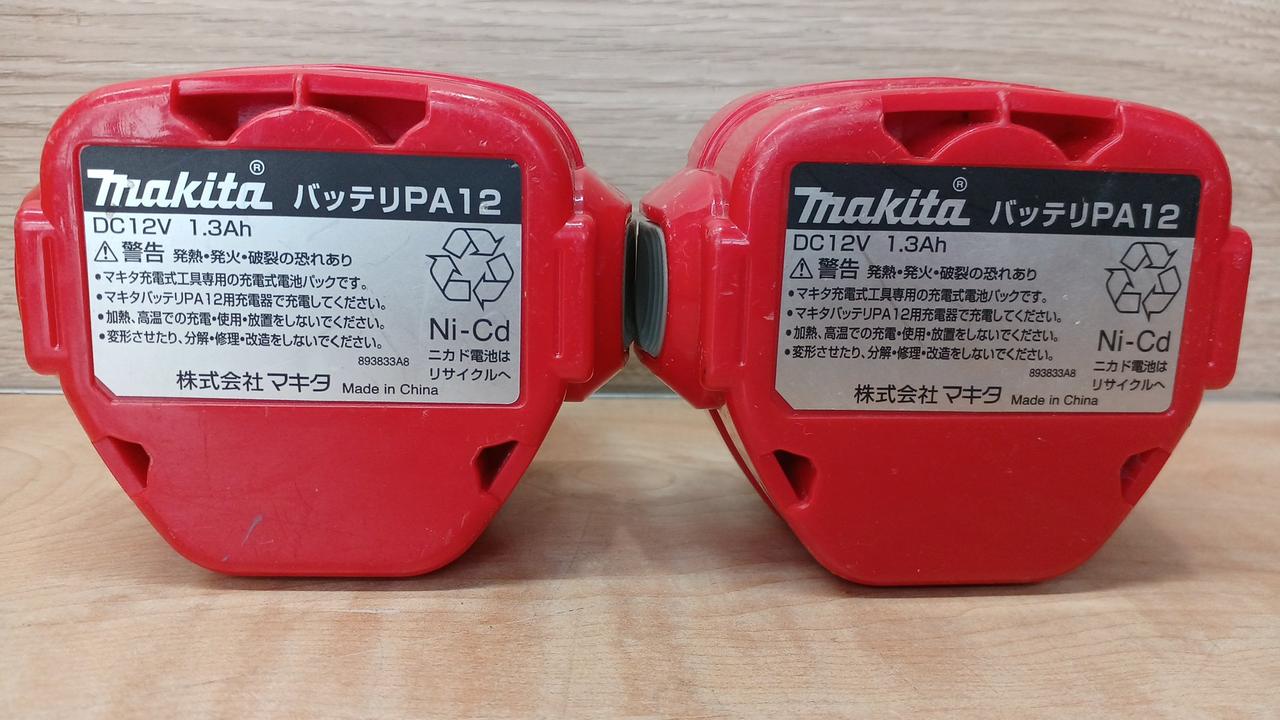 makita® バッテリPA12
DC12V 1.3Ah
⚠警告 発熱・発火・破裂の恐れあり
・マキタ充電式工具専用の充電式電池パックです。
・マキタバッテリPA12用充電器で充電してください。
・加熱、高温での充電・使用・放置をしないでください。
・変形させたり、分解・修理・改造をしないでください。
893833A8
株式会社マキタ Made in China
Ni-Cd
ニカド電池は
リサイクルへ
makita® バッテリPA12
DC12V 1.3Ah
⚠警告 発熱・発火・破裂の恐れあり
・マキタ充電式工具専用の充電式電池パックです。
・マキタバッテリPA12用充電器で充電してください。
・加熱、高温での充電・使用・放置をしないでください。
・変形させたり、分解・修理・改造をしないでください。
893833A8
株式会社マキタ Made in China
Ni-Cd
ニカド電池は
リサイクルへ